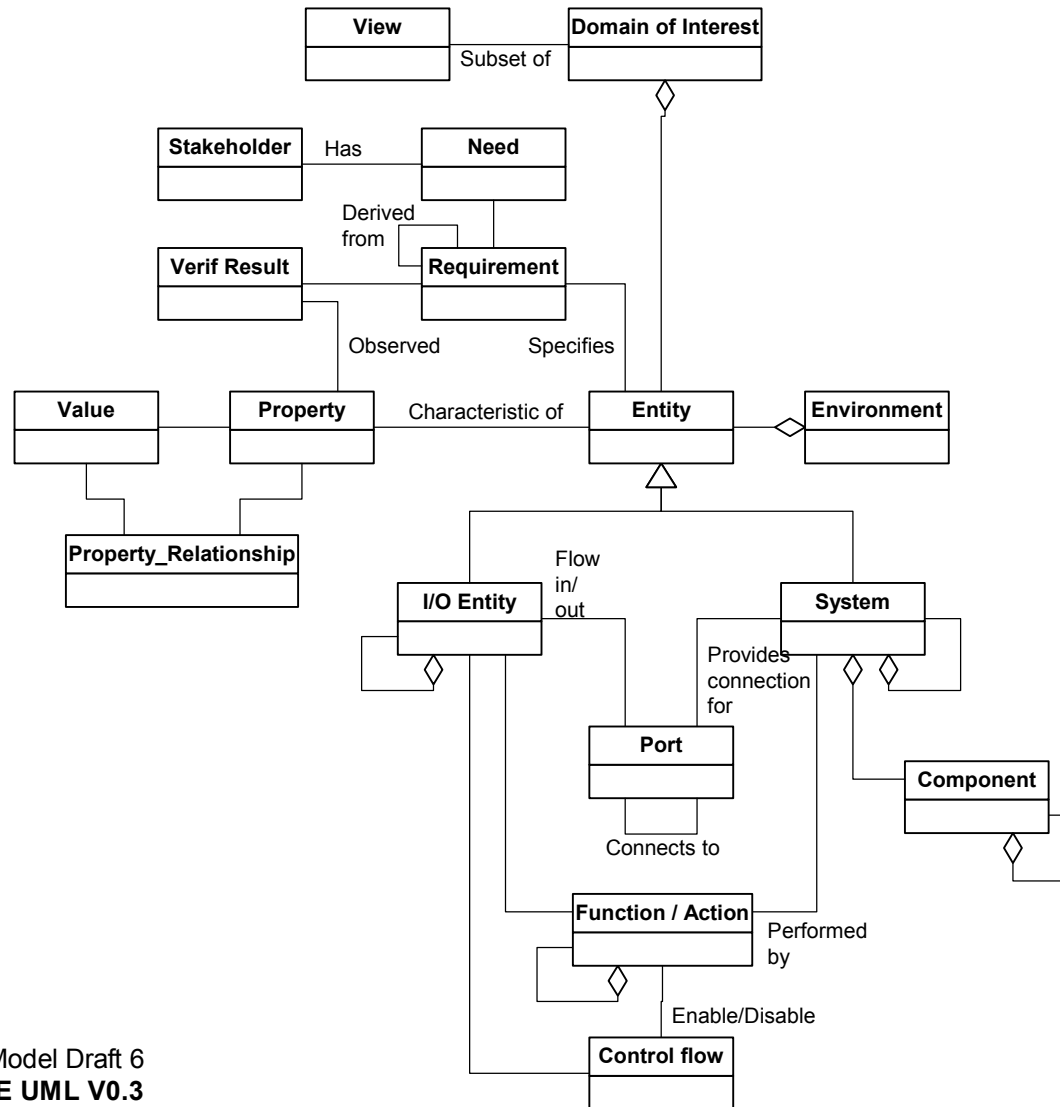 View
Domain of Interest
Subset of
Stakeholder
Has
Need
Derived
from
Verif Result
Requirement
Observed
Specifies
Value
Property
Characteristic of
Entity
Environment
Property_Relationship
Flow
in/
out
I/O Entity
System
Provides
connection
for
Port
Component
Connects to
Function / Action
Performed
by
Enable/Disable
Control flow
Model Draft 6
E UML V0.3